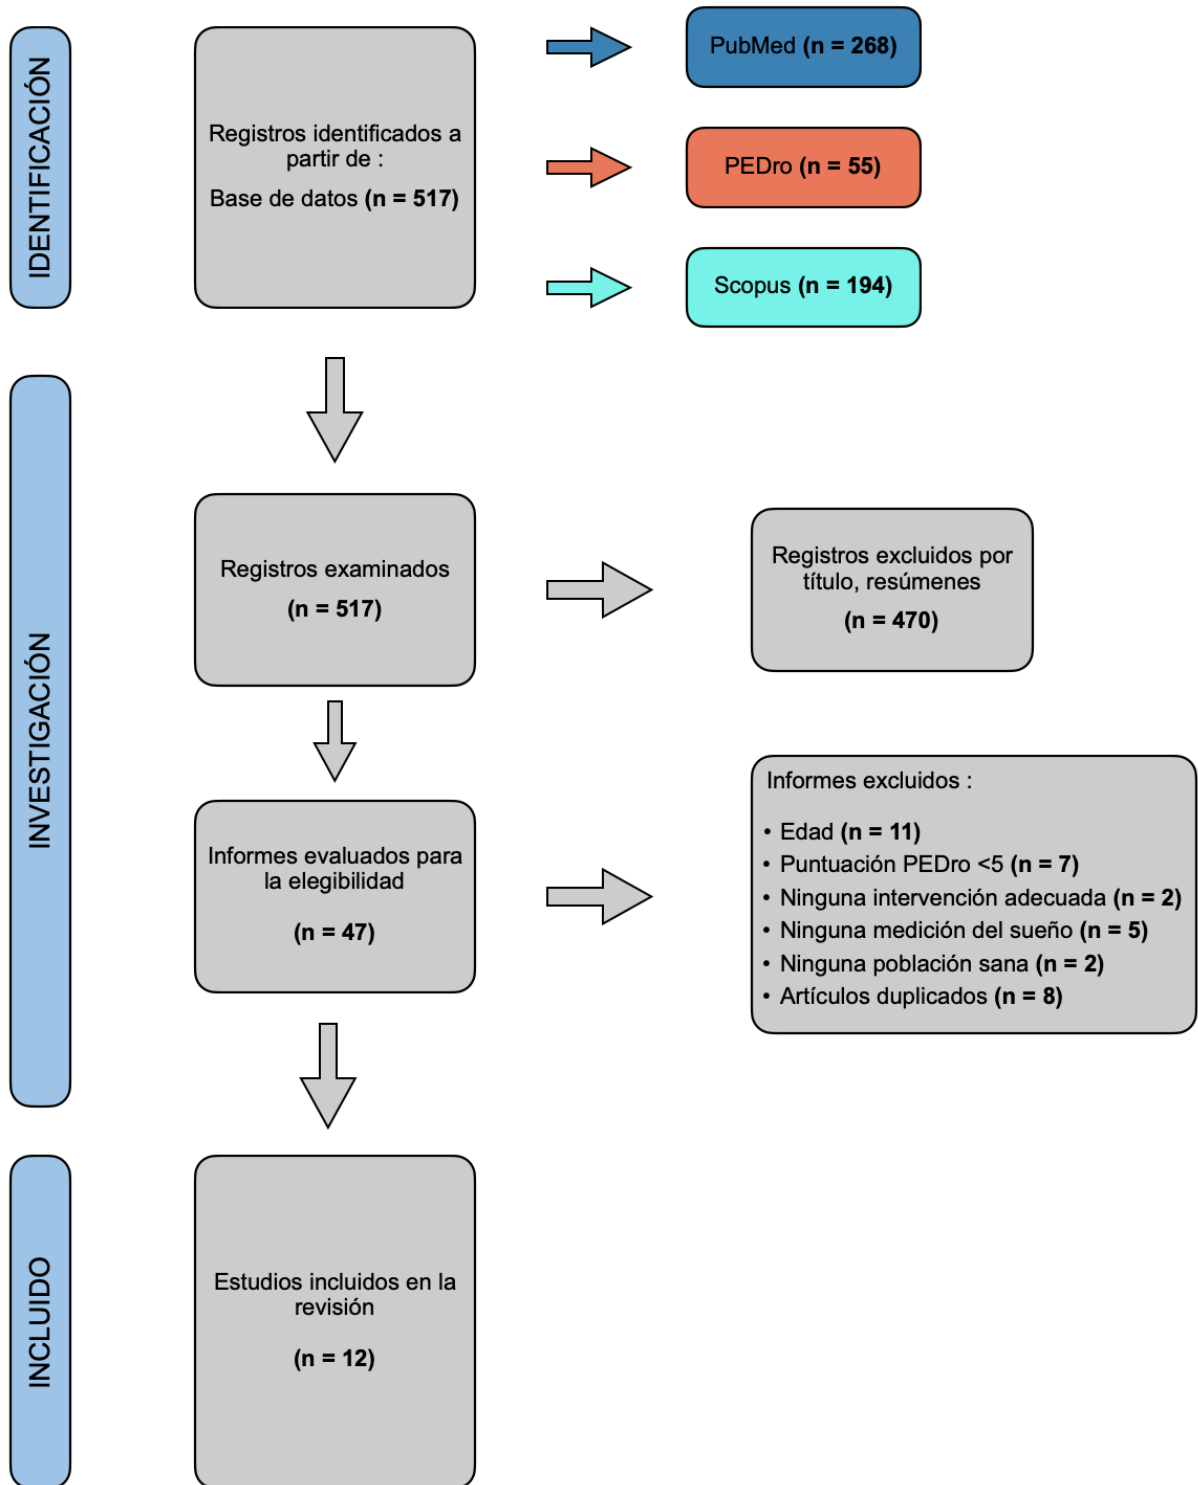 IDENTIFICACIÓN
Registros identificados a
partir de :
Base de datos (n = 517)
PubMed (n = 268)
PEDro (n = 55)
Scopus (n = 194)
INVESTIGACIÓN
Registros examinados
(n = 517)
Registros excluidos por
título, resúmenes
(n = 470)
Informes evaluados para
la elegibilidad
(n = 47)
Informes excluidos :
• Edad (n = 11)
• Puntuación PEDro <5 (n = 7)
• Ninguna intervención adecuada (n = 2)
• Ninguna medición del sueño (n = 5)
• Ninguna población sana (n = 2)
• Artículos duplicados (n = 8)
INCLUIDO
Estudios incluidos en la
revisión
(n = 12)